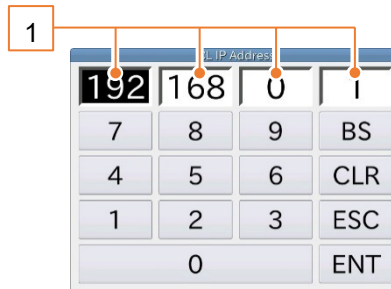 1
IP Address
192 168 0 1
7 8 9 BS
4 5 6 CLR
1 2 3 ESC
0 ENT